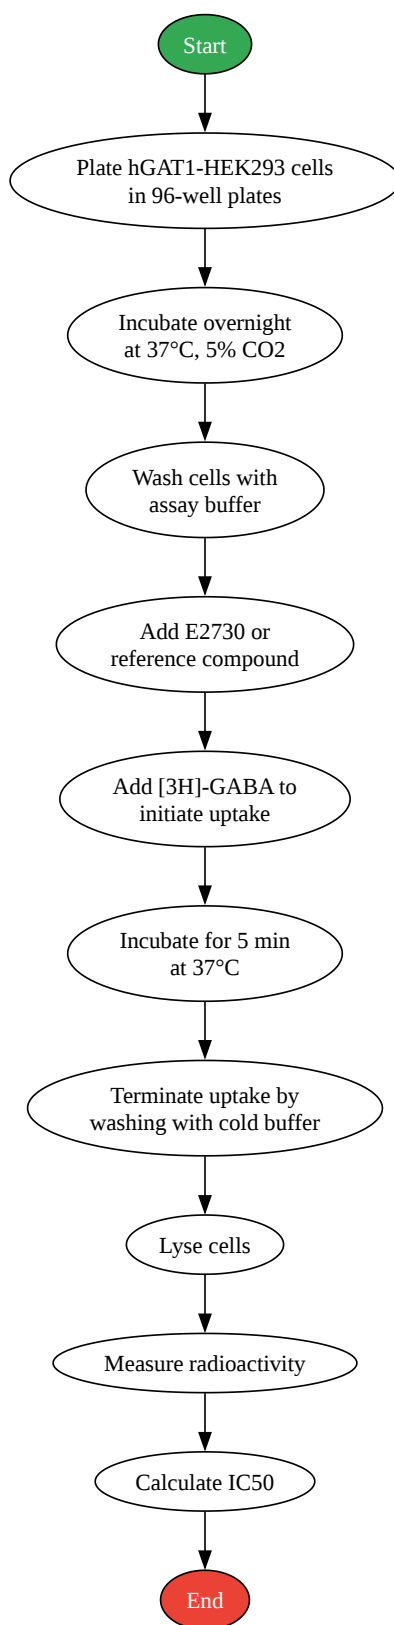 Start
Plate hGAT1-HEK293 cells
in 96-well plates
Incubate overnight
at 37°C, 5% CO2
Wash cells with
assay buffer
Add E2730 or
reference compound
Add [3H]-GABA to
initiate uptake
Incubate for 5 min
at 37°C
Terminate uptake by
washing with cold buffer
Lyse cells
Measure radioactivity
Calculate IC50
End